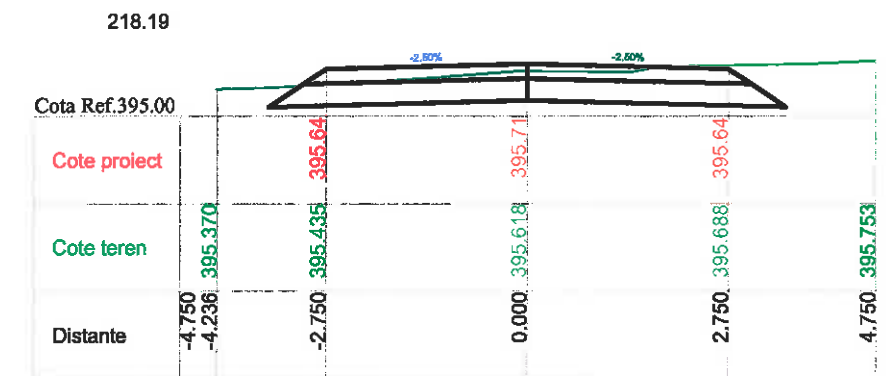 218.19
-2,50% -2,50%
Cota Ref.395.00
Cote proiect 395.64 395.71 395.64
Cote teren 395.370 395.435 395.618 395.688 395.753
Distante -4.750 -4.236 -2.750 0.000 2.750 4.750